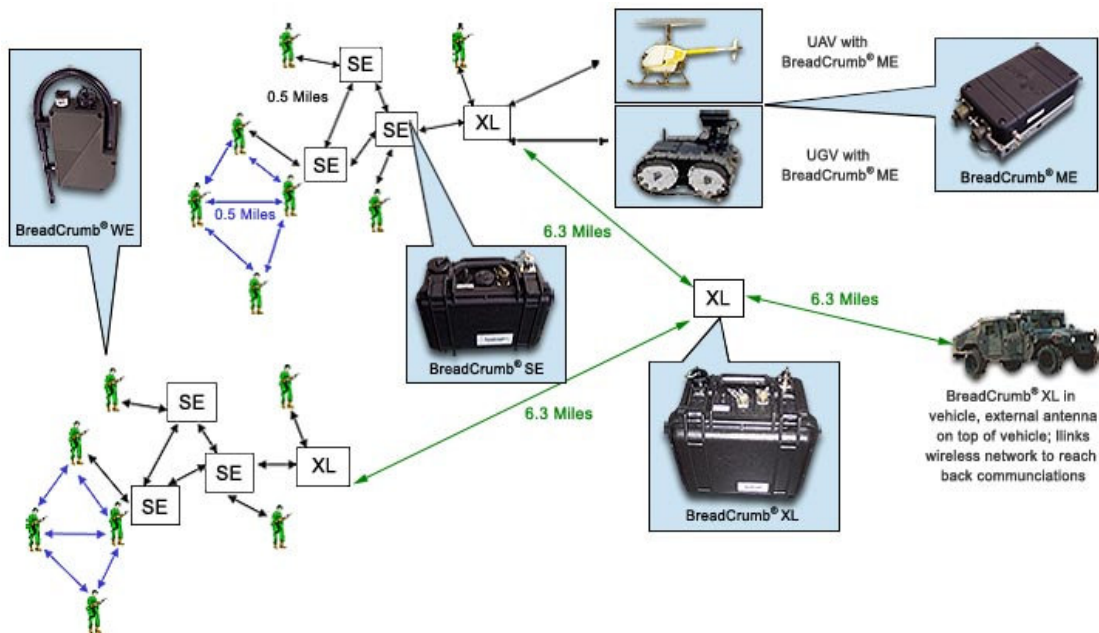 SE
0.5 Miles
SE
SE
XL
0.5 Miles
UAV with
BreadCrumb® ME
UGV with
BreadCrumb® ME
BreadCrumb® ME
BreadCrumb® WE
6.3 Miles
BreadCrumb® SE
XL
6.3 Miles
6.3 Miles
BreadCrumb® XL in
vehicle, external antenna
on top of vehicle; llinks
wireless network to reach
back communciations
SE
SE
XL
SE
BreadCrumb® XL